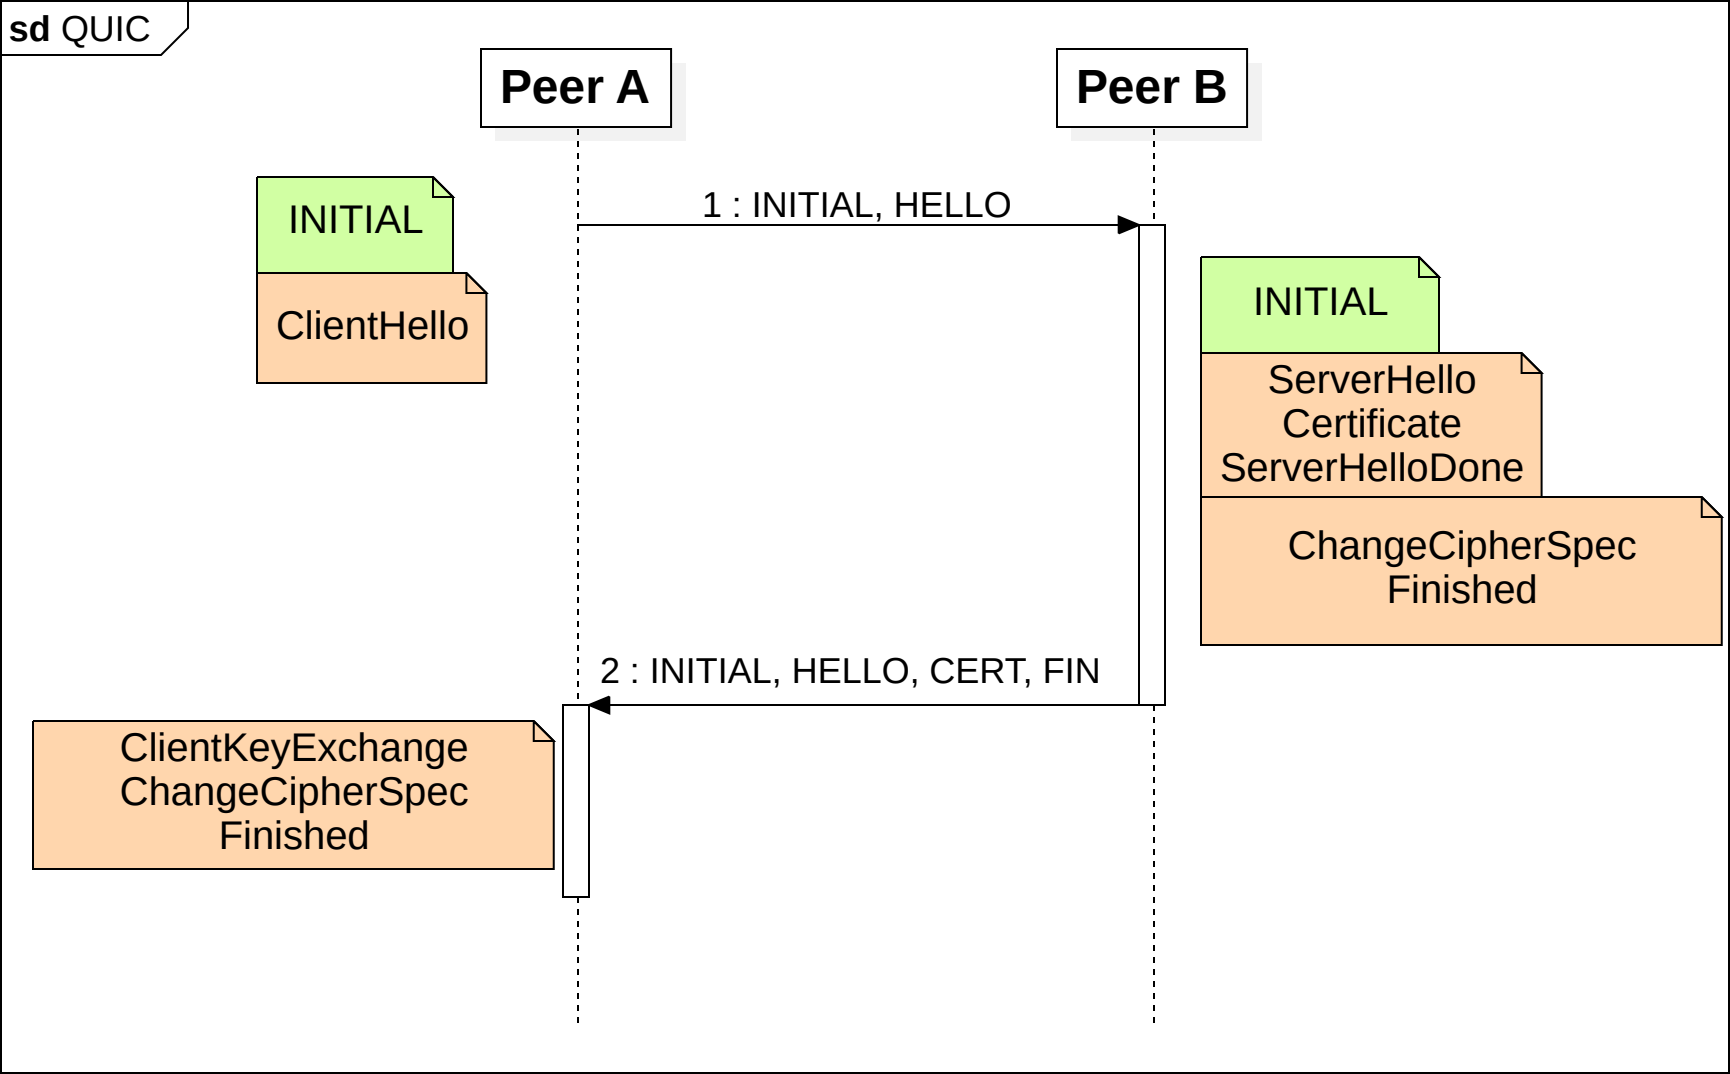 sd QUIC
Peer A
Peer B
1 : INITIAL, HELLO
INITIAL
ClientHello
INITIAL
ServerHello
Certificate
ServerHelloDone
ChangeCipherSpec
Finished
2 : INITIAL, HELLO, CERT, FIN
ClientKeyExchange
ChangeCipherSpec
Finished